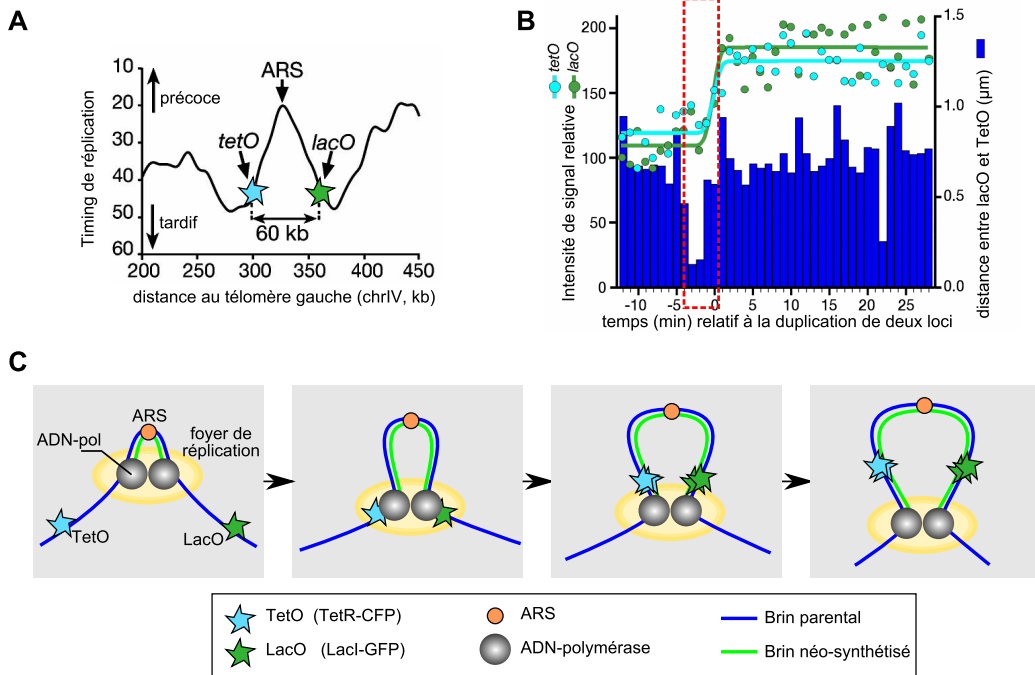 A
Timing de réplication
10
20
30
40
50
60
précoce
tardif
ARS
tetO
lacO
60 kb
200
250
300
350
400
450
distance au télomère gauche (chrIV, kb)
B
tetO
lacO
Intensité de signal relative
200
150
100
50
0
1.5
1.0
0.5
0.0
distance entre lacO et TetO (µm)
-10
-5
0
5
10
15
20
25
temps (min) relatif à la duplication de deux loci
C
ARS
ADN-pol
foyer de
réplication
TetO
LacO
TetO (TetR-CFP)
LacO (LacI-GFP)
ARS
ADN-polymérase
Brin parental
Brin néo-synthétisé